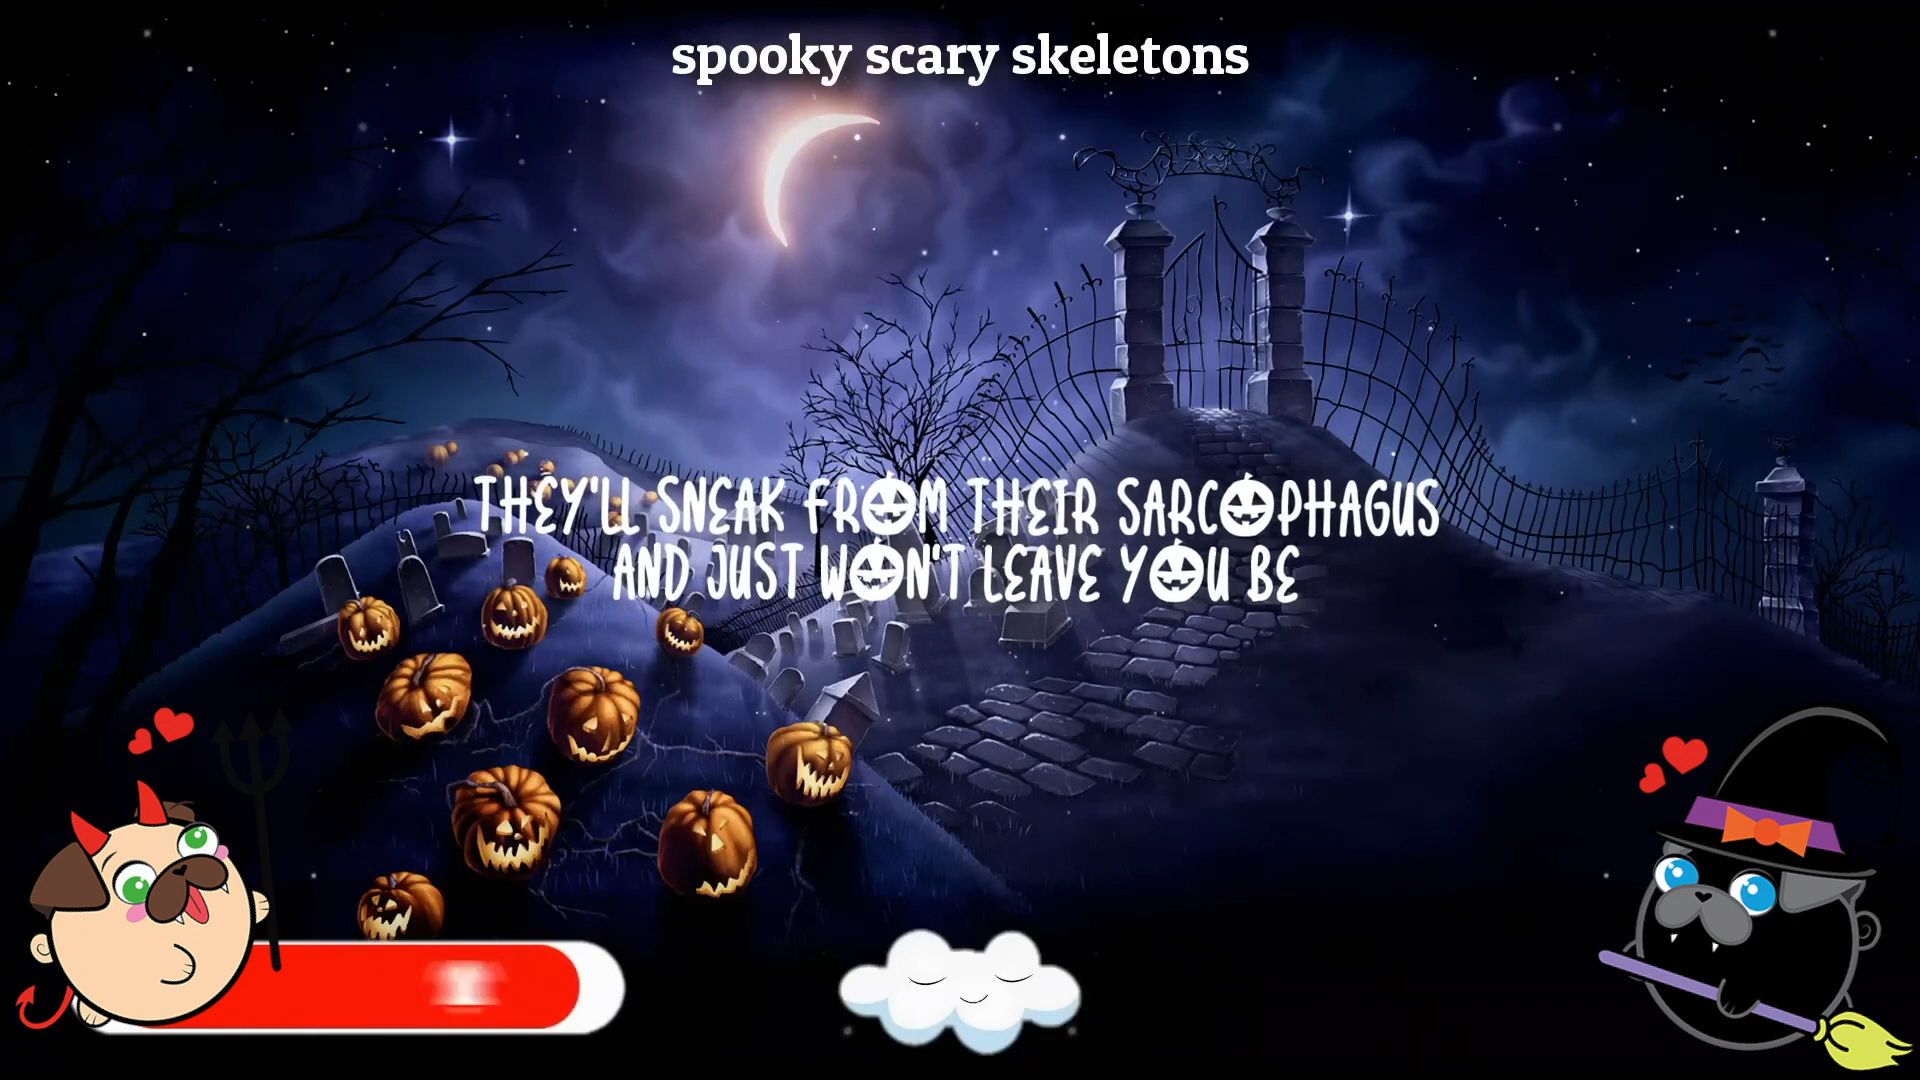 spooky scary skeletons
THEY'LL SNEAK FROM THEIR SARCOPHAGUS
AND JUST WON'T LEAVE YOU BE